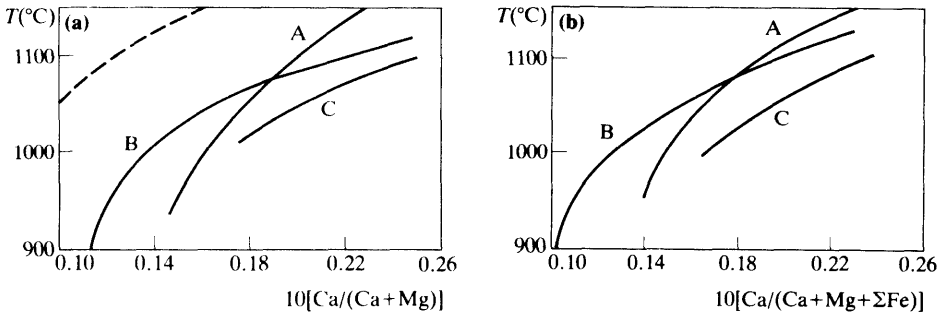 T(°C) (a)
1100
1000
900
A
B
C
0.10 0.14 0.18 0.22 0.26
10[Ca/(Ca+Mg)]
T(°C) (b)
1100
1000
900
A
B
C
0.10 0.14 0.18 0.22 0.26
10[Ca/(Ca+Mg+ΣFe)]